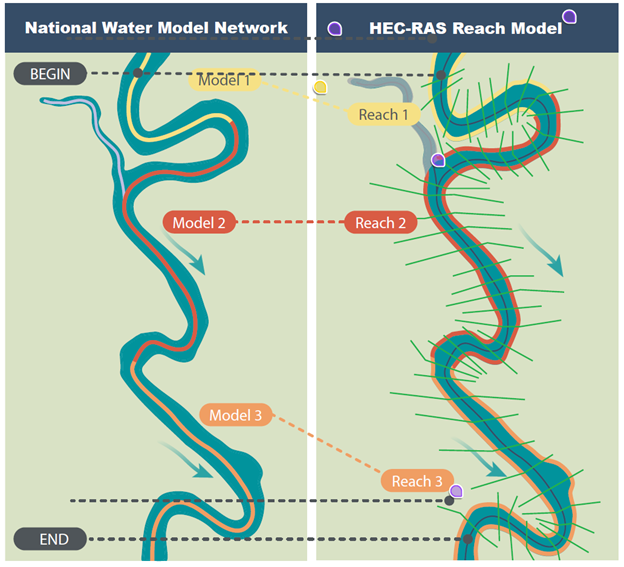 National Water Model Network
HEC-RAS Reach Model
BEGIN
Model 1
Reach 1
Model 2
Reach 2
Model 3
Reach 3
END